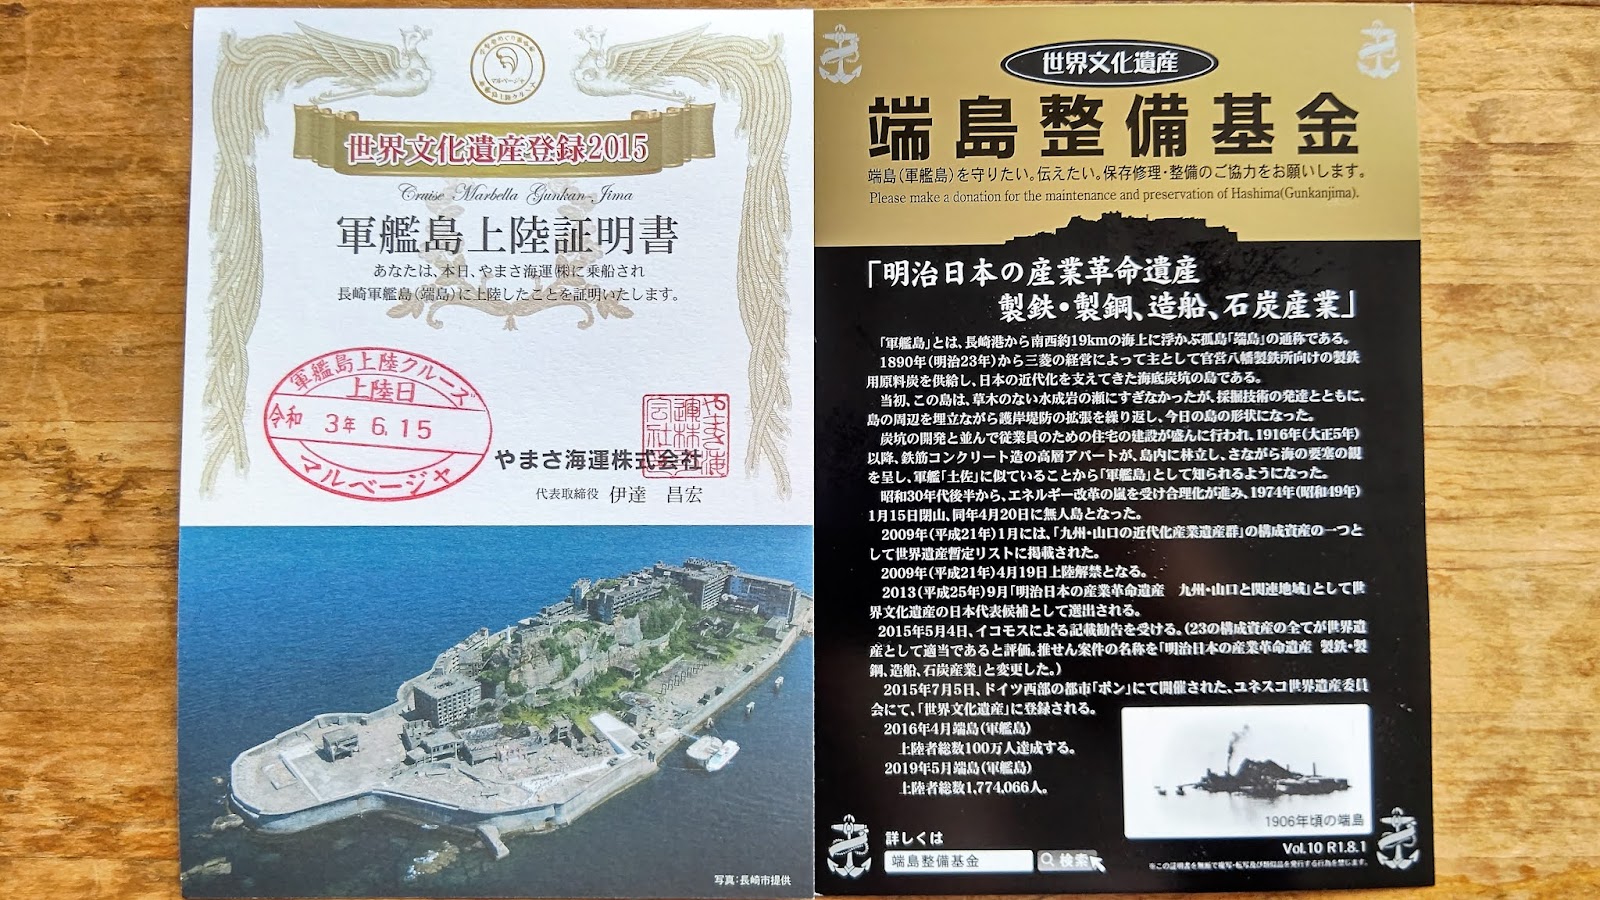 マルベージャ
世界文化遺産登録2015
Cruise Marbella Gunkan-Jima
軍艦島上陸証明書
あなたは、本日、やまさ海運(株)に乗船され
長崎軍艦島(端島)に上陸したことを証明いたします。
軍艦島上陸クルーズ
上陸日
令和 3年 6.15
マルベージャ
やまさ海運株式会社
代表取締役 伊達 昌宏
写真:長崎市提供
世界文化遺産
端島整備基金
端島(軍艦島)を守りたい。伝えたい。保存修理・整備のご協力をお願いします。
Please make a donation for the maintenance and preservation of Hashima(Gunkanjima).
「明治日本の産業革命遺産
製鉄・製鋼、造船、石炭産業」
「軍艦島」とは、長崎港から南西約19kmの海上に浮かぶ孤島「端島」の通称である。
1890年(明治23年)から三菱の経営によって主として官営八幡製鉄所向けの製鉄
用原料炭を供給し、日本の近代化を支えてきた海底炭坑の島である。
当初、この島は、草木のない水成岩の瀬にすぎなかったが、採掘技術の発達とともに、
島の周辺を埋立ながら護岸堤防の拡張を繰り返し、今日の島の形状になった。
炭坑の開発と並んで従業員のための住宅の建設が盛んに行われ、1916年(大正5年)
以降、鉄筋コンクリート造の高層アパートが、島内に林立し、さながら海の要塞の観
を呈し、軍艦「土佐」に似ていることから「軍艦島」として知られるようになった。
昭和30年代後半から、エネルギー改革の嵐を受け合理化が進み、1974年(昭和49年)
1月15日閉山、同年4月20日に無人島となった。
2009年(平成21年)1月には、「九州・山口の近代化産業遺産群」の構成資産の一つと
して世界遺産暫定リストに掲載された。
2009年(平成21年)4月19日上陸解禁となる。
2013(平成25年)9月「明治日本の産業革命遺産 九州・山口と関連地域」として世
界文化遺産の日本代表候補として選出される。
2015年5月4日、イコモスによる記載勧告を受ける。(23の構成資産の全てが世界遺
産として適当であると評価。推せん案件の名称を「明治日本の産業革命遺産 製鉄・製
鋼、造船、石炭産業」と変更した。)
2015年7月5日、ドイツ西部の都市「ボン」にて開催された、ユネスコ世界遺産委員
会にて、「世界文化遺産」に登録される。
2016年4月端島(軍艦島)
上陸者総数100万人達成する。
2019年5月端島(軍艦島)
上陸者総数1,774,066人。
1906年頃の端島
詳しくは
端島整備基金 検索
Vol.10 R1.8.1
※この証明書を無断で複写・転写及び類似品を発行する行為を禁じます。